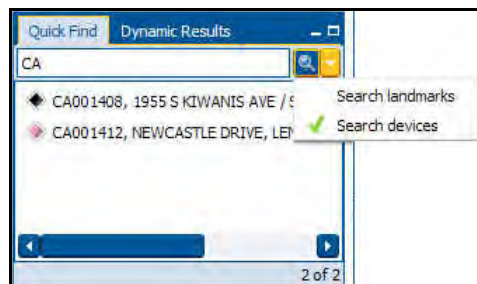 Quick Find Dynamic Results
CA
CA001408, 1955 S KIWANIS AVE /
CA001412, NEWCASTLE DRIVE,
Search landmarks
Search devices
2 of 2